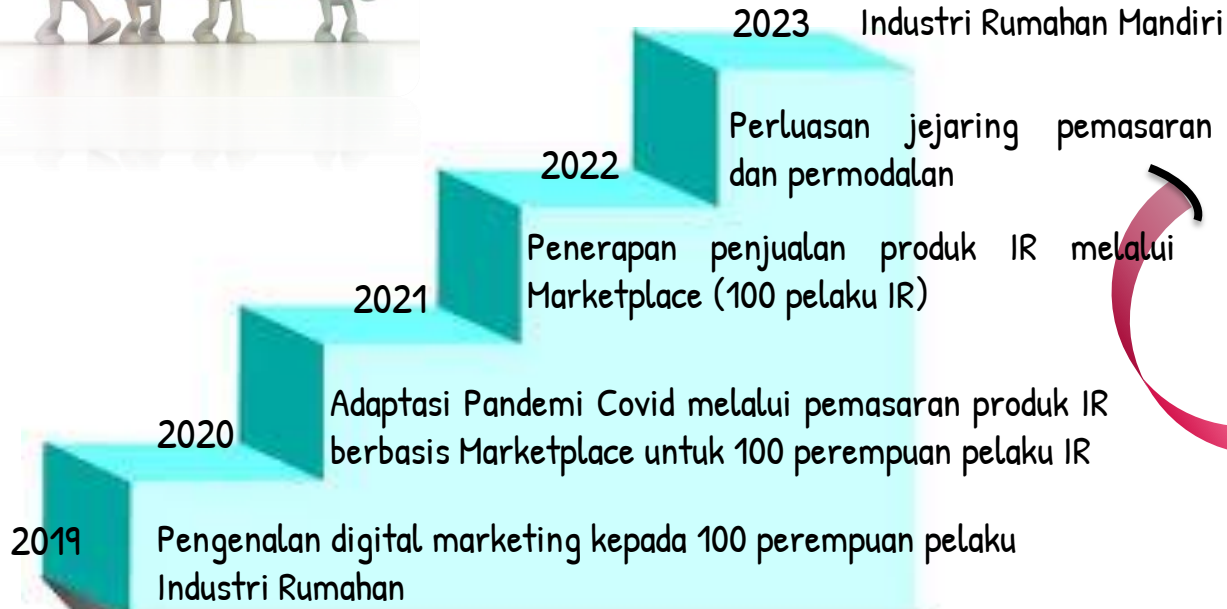 2023 Industri Rumahan Mandiri
Perluasan jejaring pemasaran
dan permodalan
2022
Penerapan penjualan produk IR melalui
Marketplace (100 pelaku IR)
2021
Adaptasi Pandemi Covid melalui pemasaran produk IR
berbasis Marketplace untuk 100 perempuan pelaku IR
2020
2019 Pengenalan digital marketing kepada 100 perempuan pelaku
Industri Rumahan